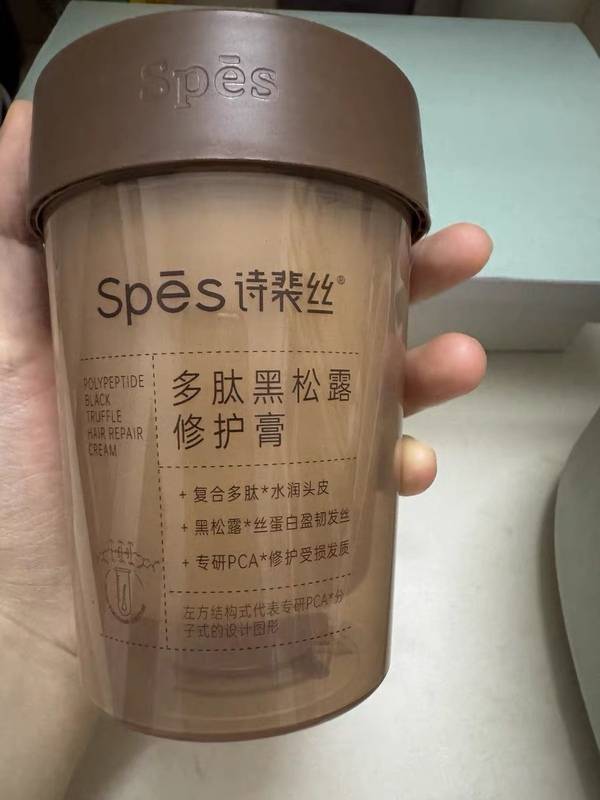 Spēs
Spēs 诗裴丝®
POLYPEPTIDE
BLACK
TRUFFLE
HAIR REPAIR
CREAM
多肽黑松露
修护膏
+ 复合多肽*水润头皮
+ 黑松露*丝蛋白盈韧发丝
+ 专研PCA*修护受损发质
左方结构式代表专研PCA*分
子式的设计图形